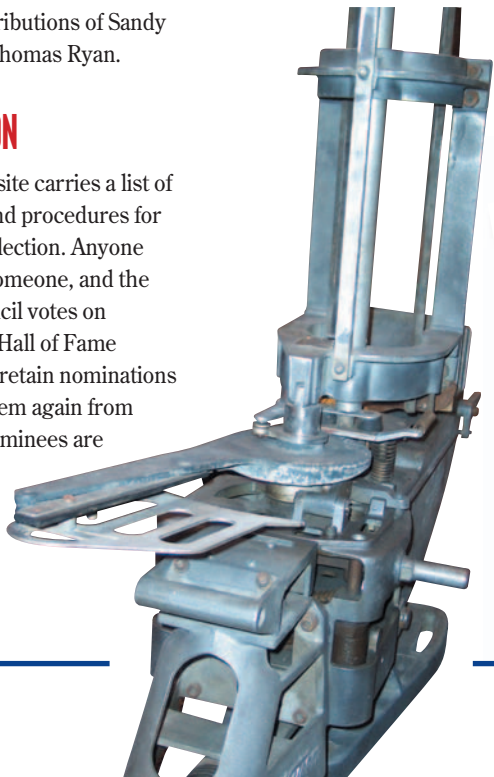 ributions of Sandy
homas Ryan.
ON
site carries a list of
nd procedures for
lection. Anyone
omeone, and the
cil votes on
Hall of Fame
retain nominations
em again from
minees are